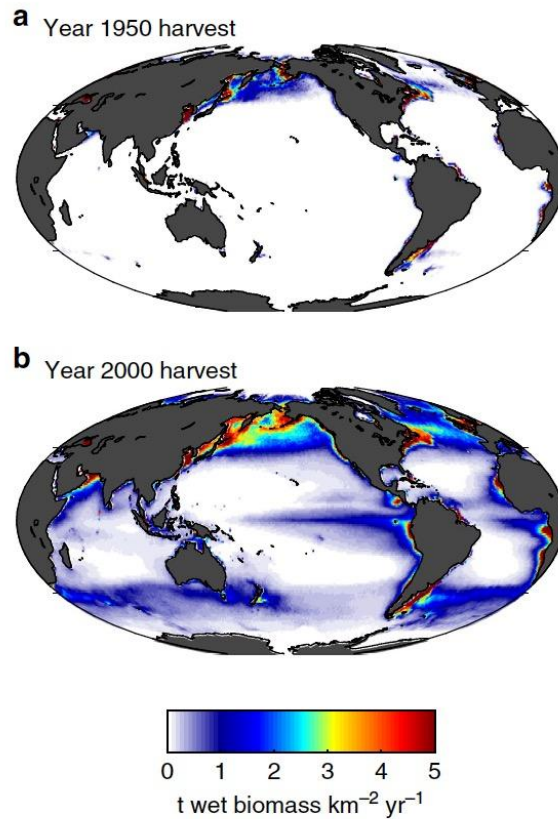 a
Year 1950 harvest
b
Year 2000 harvest
0 1 2 3 4 5
t wet biomass km⁻² yr⁻¹